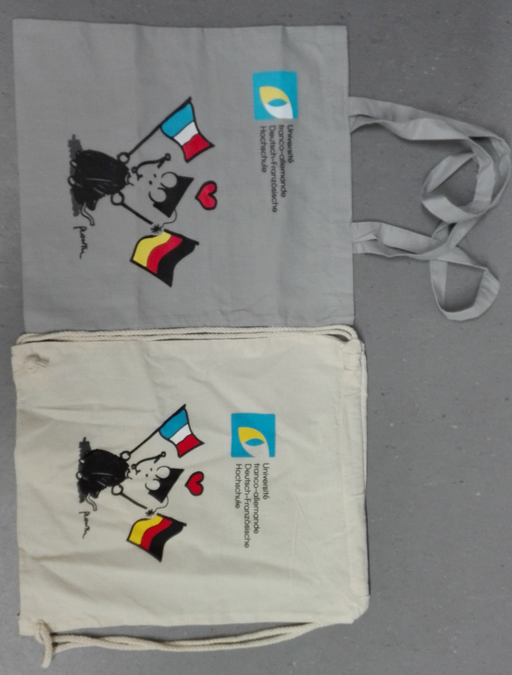 Université
franco-allemande
Deutsch-Französische
Hochschule
Université
franco-allemande
Deutsch-Französische
Hochschule